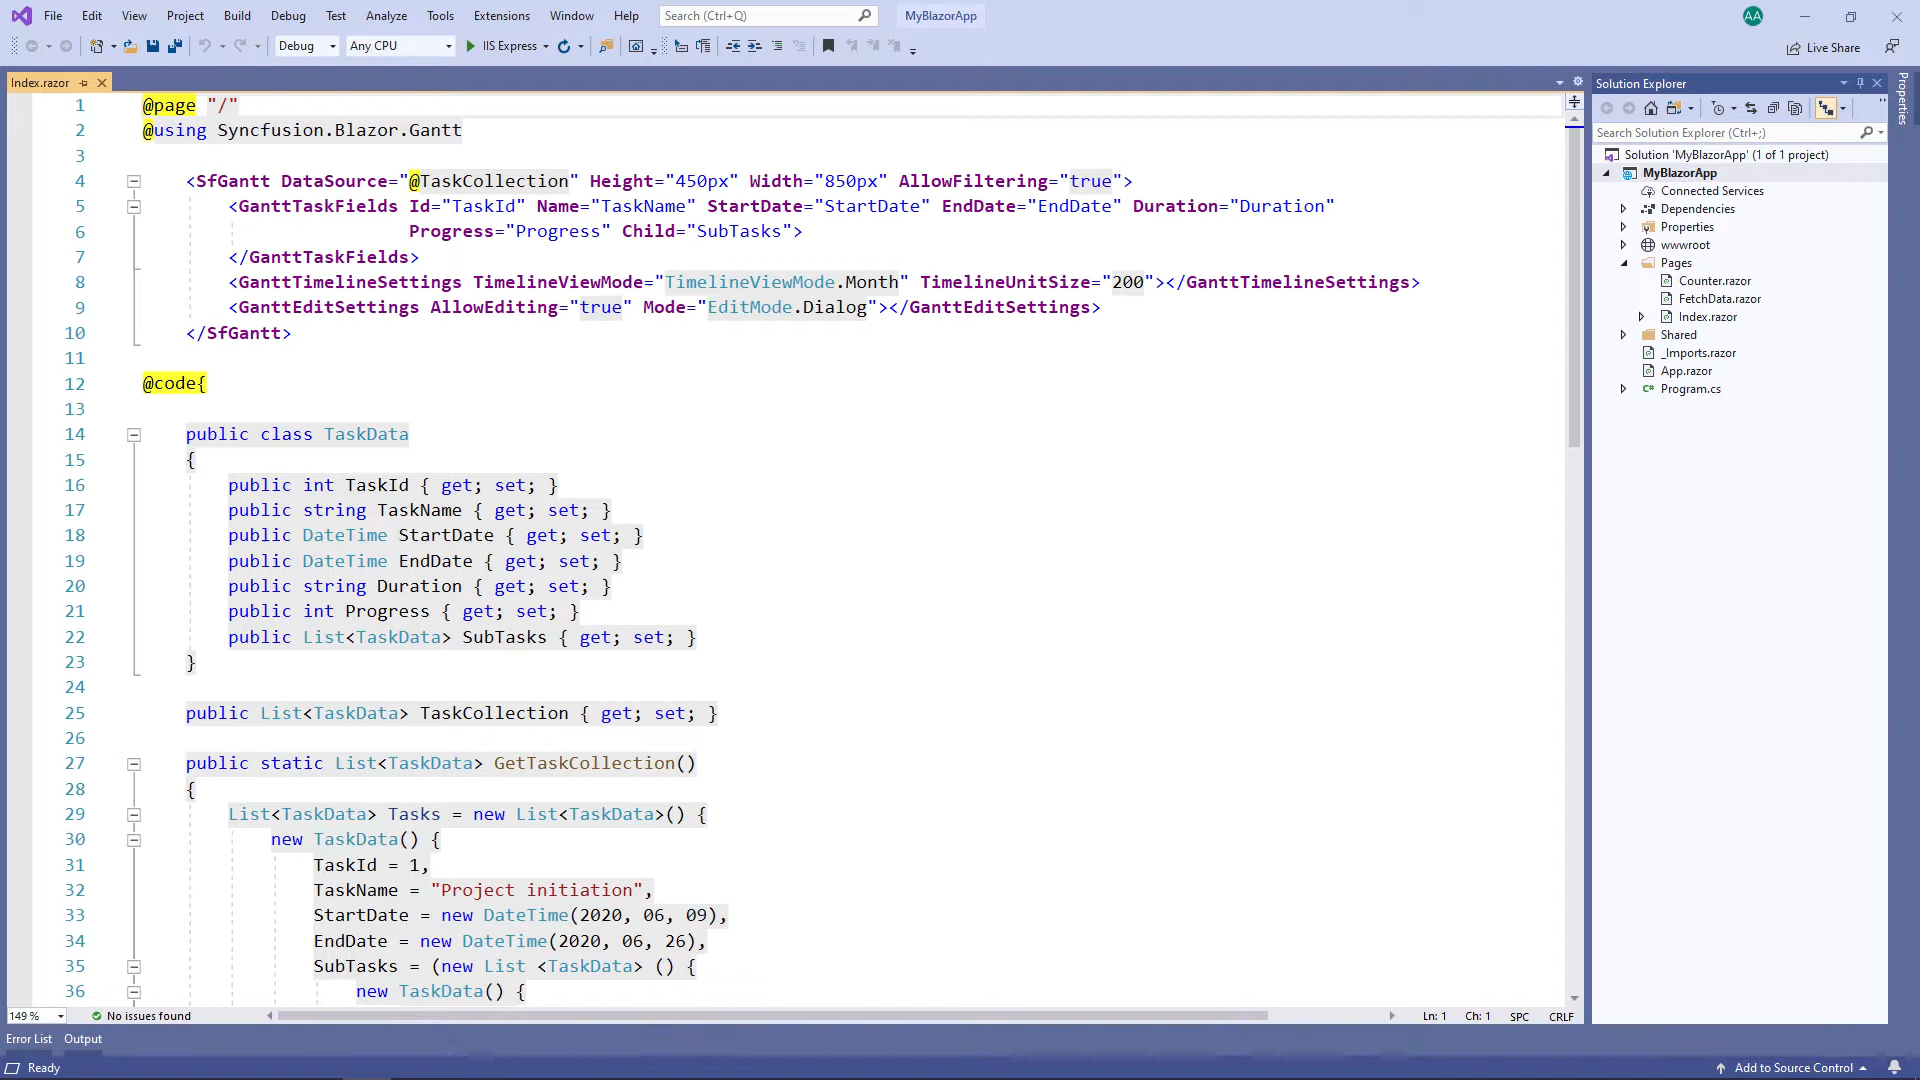 File Edit View Project Build Debug Test Analyze Tools Extensions Window Help Search (Ctrl+Q) MyBlazorApp AA
Debug Any CPU IIS Express Live Share
Index.razor
1 @page "/"
2 @using Syncfusion.Blazor.Gantt
3
4 <SfGantt DataSource="@TaskCollection" Height="450px" Width="850px" AllowFiltering="true">
5 <GanttTaskFields Id="TaskId" Name="TaskName" StartDate="StartDate" EndDate="EndDate" Duration="Duration"
6 Progress="Progress" Child="SubTasks">
7 </GanttTaskFields>
8 <GanttTimelineSettings TimelineViewMode="TimelineViewMode.Month" TimelineUnitSize="200"></GanttTimelineSettings>
9 <GanttEditSettings AllowEditing="true" Mode="EditMode.Dialog"></GanttEditSettings>
10 </SfGantt>
11
12 @code{
13
14 public class TaskData
15 {
16 public int TaskId { get; set; }
17 public string TaskName { get; set; }
18 public DateTime StartDate { get; set; }
19 public DateTime EndDate { get; set; }
20 public string Duration { get; set; }
21 public int Progress { get; set; }
22 public List<TaskData> SubTasks { get; set; }
23 }
24
25 public List<TaskData> TaskCollection { get; set; }
26
27 public static List<TaskData> GetTaskCollection()
28 {
29 List<TaskData> Tasks = new List<TaskData>() {
30 new TaskData() {
31 TaskId = 1,
32 TaskName = "Project initiation",
33 StartDate = new DateTime(2020, 06, 09),
34 EndDate = new DateTime(2020, 06, 26),
35 SubTasks = (new List <TaskData> () {
36 new TaskData() {
149 % No issues found Ln: 1 Ch: 1 SPC CRLF
Solution Explorer
Search Solution Explorer (Ctrl+;)
Solution 'MyBlazorApp' (1 of 1 project)
MyBlazorApp
Connected Services
Dependencies
Properties
wwwroot
Pages
Counter.razor
FetchData.razor
Index.razor
Shared
_Imports.razor
App.razor
C# Program.cs
Properties
Error List Output
Ready Add to Source Control